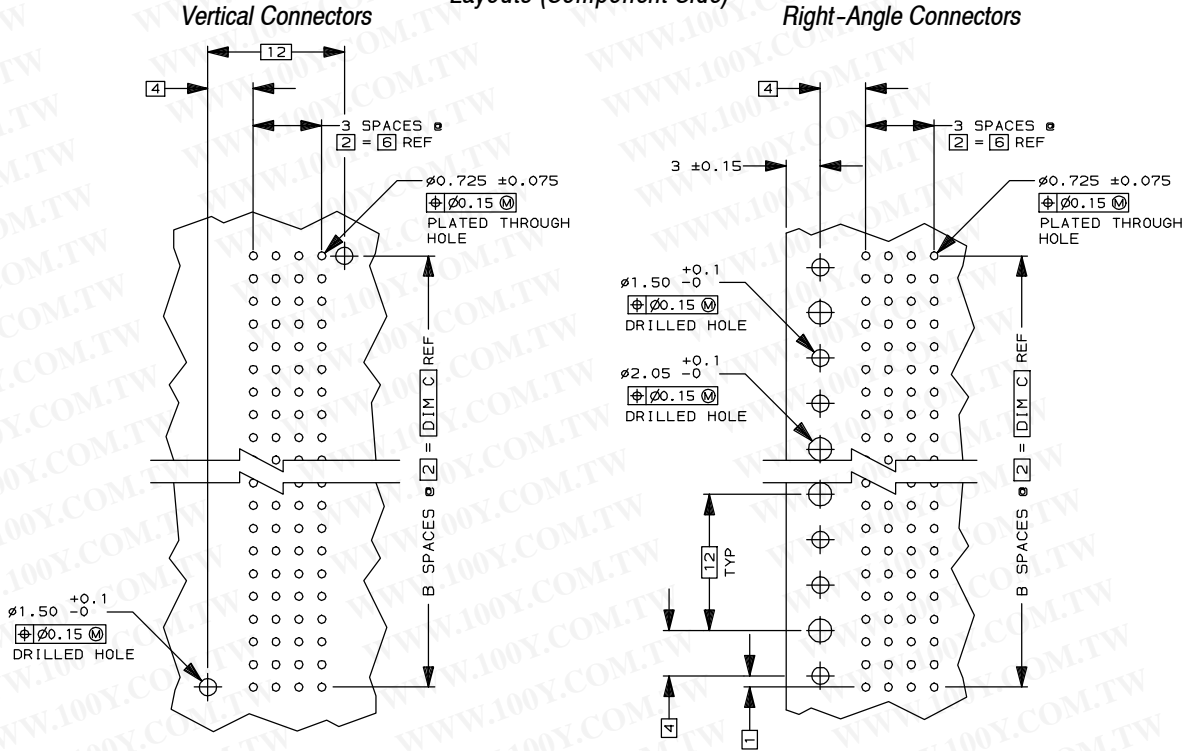 Layouts (Component Side)
Vertical Connectors
12
4
3 SPACES @
2 = 6 REF
ø0.725 ±0.075
⌖ ø0.15 Ⓜ
PLATED THROUGH
HOLE
B SPACES @ 2 = DIM C REF
ø1.50 +0.1 -0
⌖ ø0.15 Ⓜ
DRILLED HOLE
Right-Angle Connectors
4
3 SPACES @
2 = 6 REF
3 ±0.15
ø0.725 ±0.075
⌖ ø0.15 Ⓜ
PLATED THROUGH
HOLE
ø1.50 +0.1 -0
⌖ ø0.15 Ⓜ
DRILLED HOLE
ø2.05 +0.1 -0
⌖ ø0.15 Ⓜ
DRILLED HOLE
B SPACES @ 2 = DIM C REF
12
TYP
4
1
WWW.100Y.COM.TW